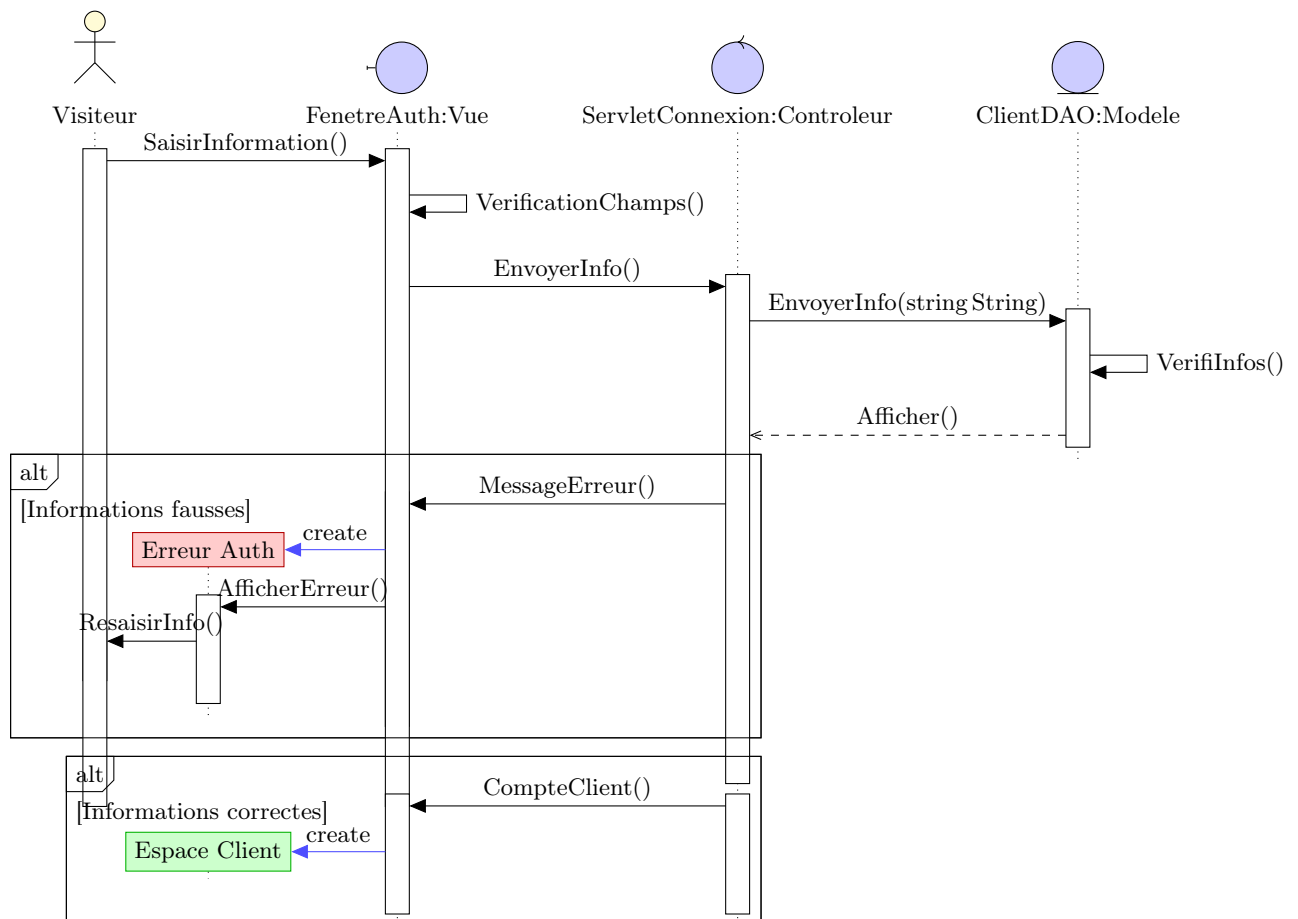 Visiteur
FenetreAuth:Vue
ServletConnexion:Controleur
ClientDAO:Modele
SaisirInformation()
VerificationChamps()
EnvoyerInfo()
EnvoyerInfo(string String)
VerifiInfos()
Afficher()
alt
MessageErreur()
[Informations fausses]
create
Erreur Auth
AfficherErreur()
ResaisirInfo()
alt
CompteClient()
[Informations correctes]
create
Espace Client